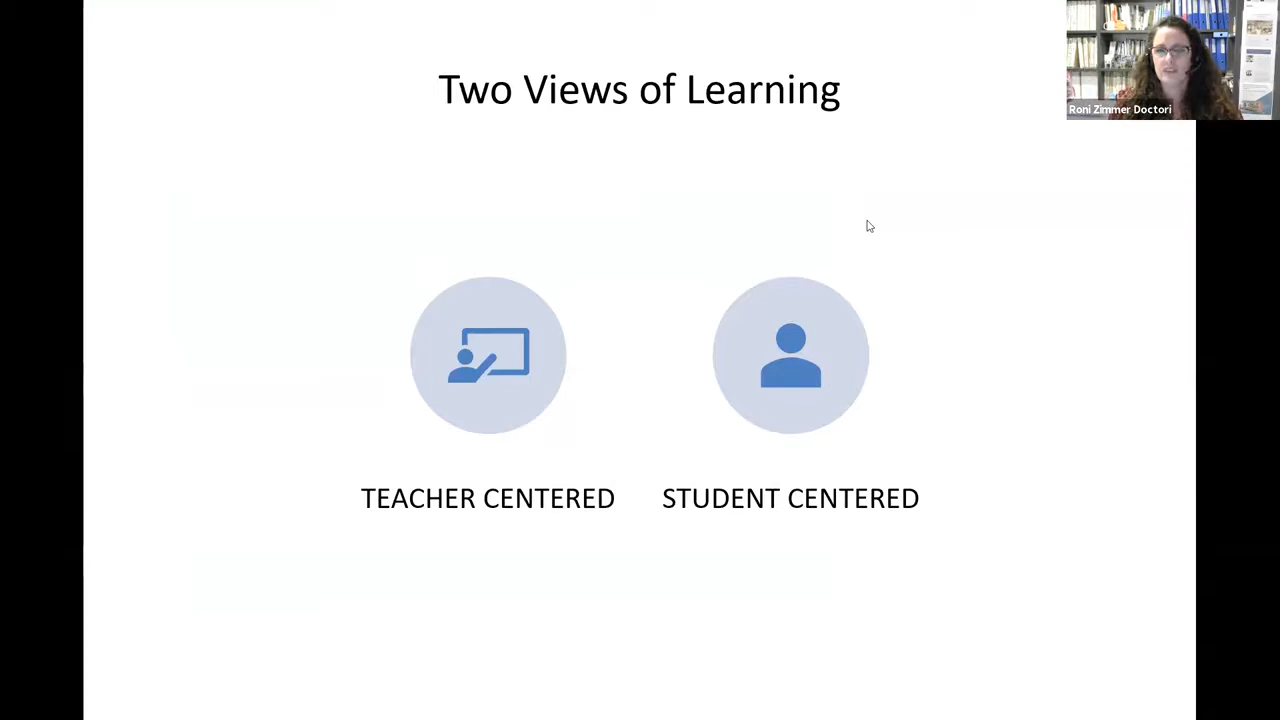 Two Views of Learning
Roni Zimmer Doctori
TEACHER CENTERED
STUDENT CENTERED